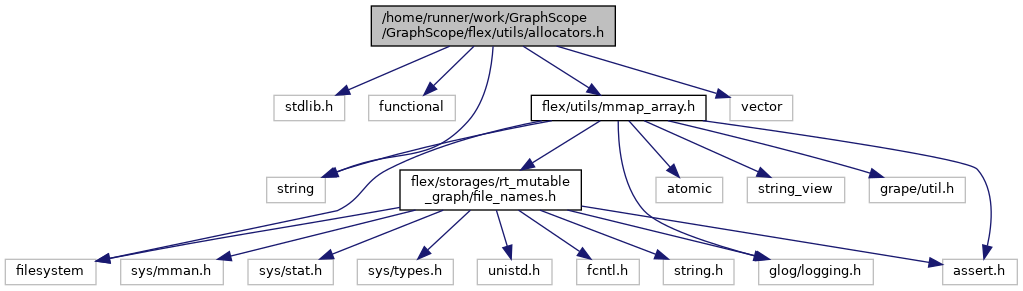 /home/runner/work/GraphScope
/GraphScope/flex/utils/allocators.h
stdlib.h
functional
flex/utils/mmap_array.h
vector
string
flex/storages/rt_mutable
_graph/file_names.h
atomic
string_view
grape/util.h
filesystem
sys/mman.h
sys/stat.h
sys/types.h
unistd.h
fcntl.h
string.h
glog/logging.h
assert.h